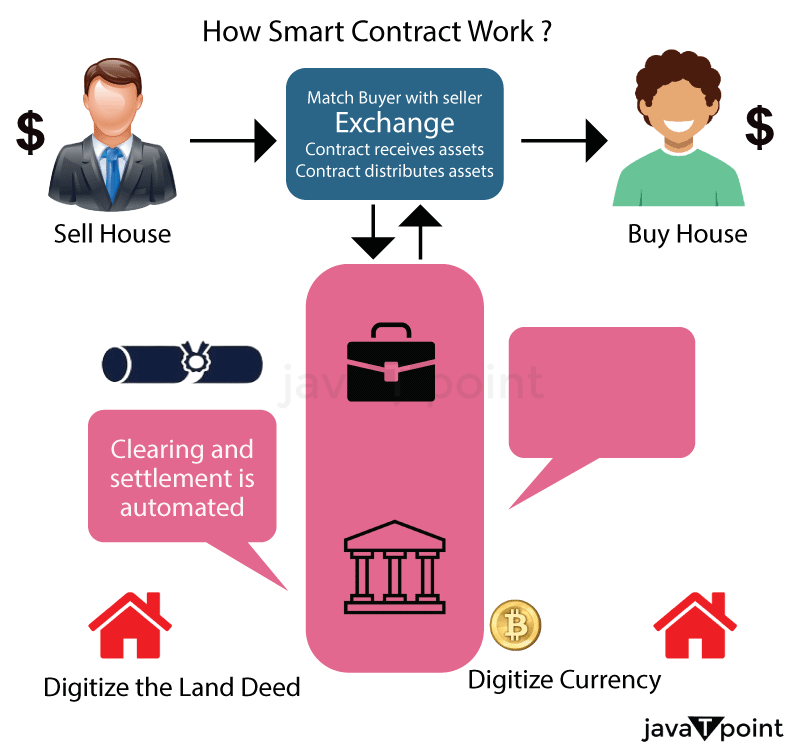 How Smart Contract Work ?
$
Match Buyer with seller
Exchange
Contract receives assets
Contract distributes assets
$
Sell House
Buy House
javaTpoint
Clearing and
settlement is
automated
Digitize the Land Deed
Digitize Currency
javaTpoint